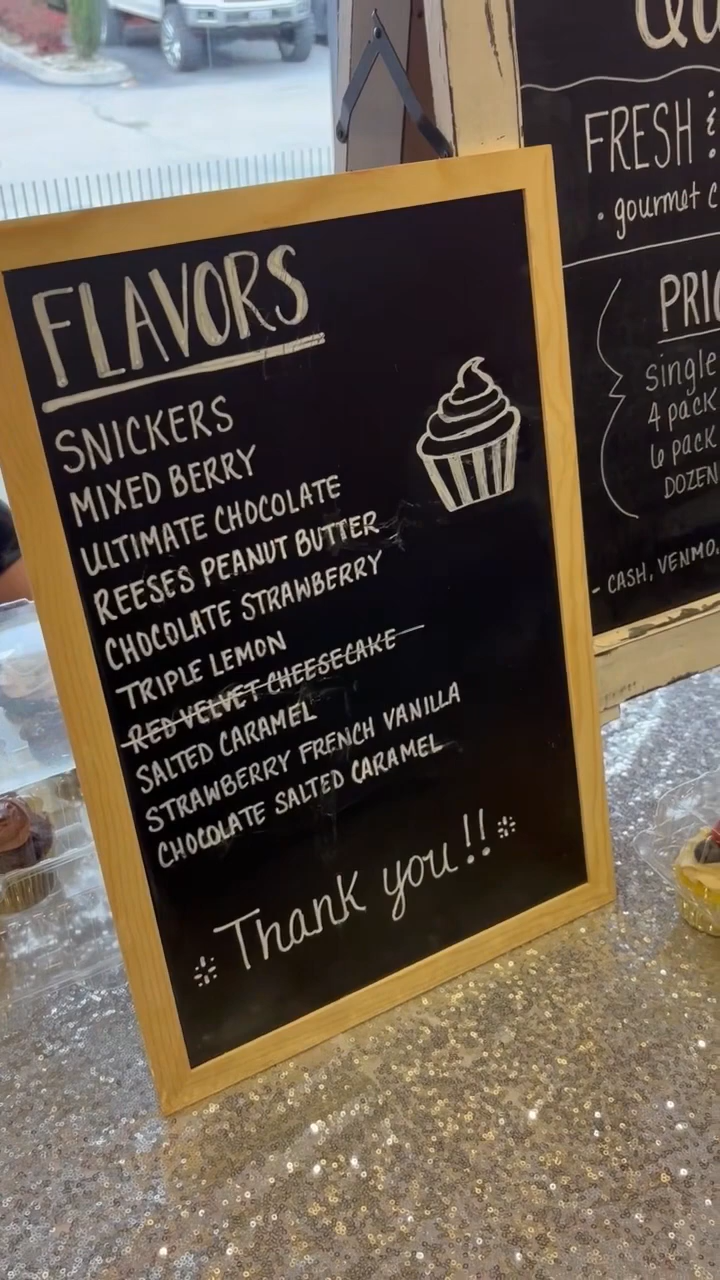 FLAVORS
SNICKERS
MIXED BERRY
ULTIMATE CHOCOLATE
REESES PEANUT BUTTER
CHOCOLATE STRAWBERRY
TRIPLE LEMON
RED VELVET CHEESECAKE
SALTED CARAMEL
STRAWBERRY FRENCH VANILLA
CHOCOLATE SALTED CARAMEL
Thank you!!
FRESH &
• gourmet
single
4 pack
6 pack
DOZEN
- CASH, VENMO,